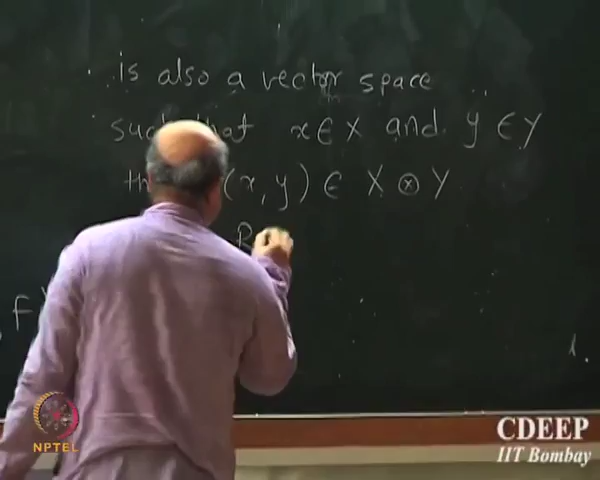 is also a vector space
such that x ∈ X and y ∈ Y
(x, y) ∈ X ⊗ Y
R
F
NPTEL
CDEEP
IIT Bombay